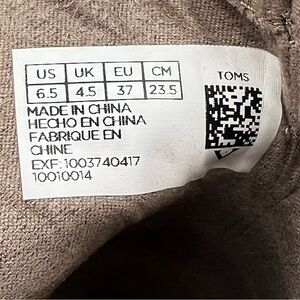 US UK EU CM TOMS
6.5 4.5 37 23.5
MADE IN CHINA
HECHO EN CHINA
FABRIQUE EN
CHINE
EXF: 1003740417
10010014